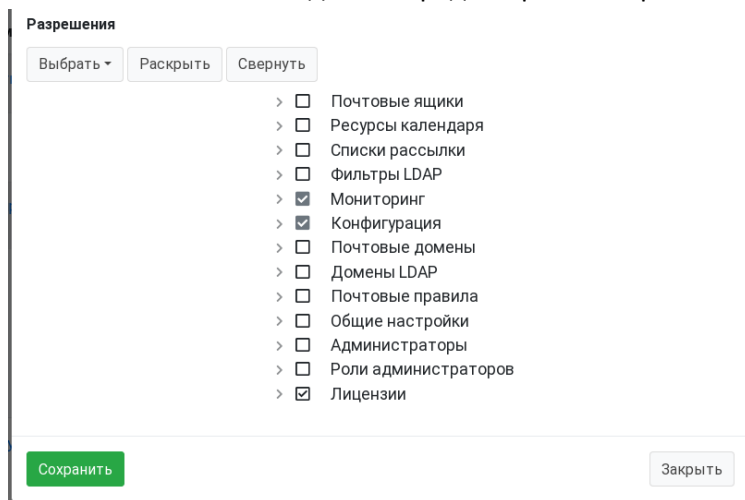 Разрешения
Выбрать Раскрыть Свернуть
Почтовые ящики
Ресурсы календаря
Списки рассылки
Фильтры LDAP
Мониторинг
Конфигурация
Почтовые домены
Домены LDAP
Почтовые правила
Общие настройки
Администраторы
Роли администраторов
Лицензии
Сохранить Закрыть